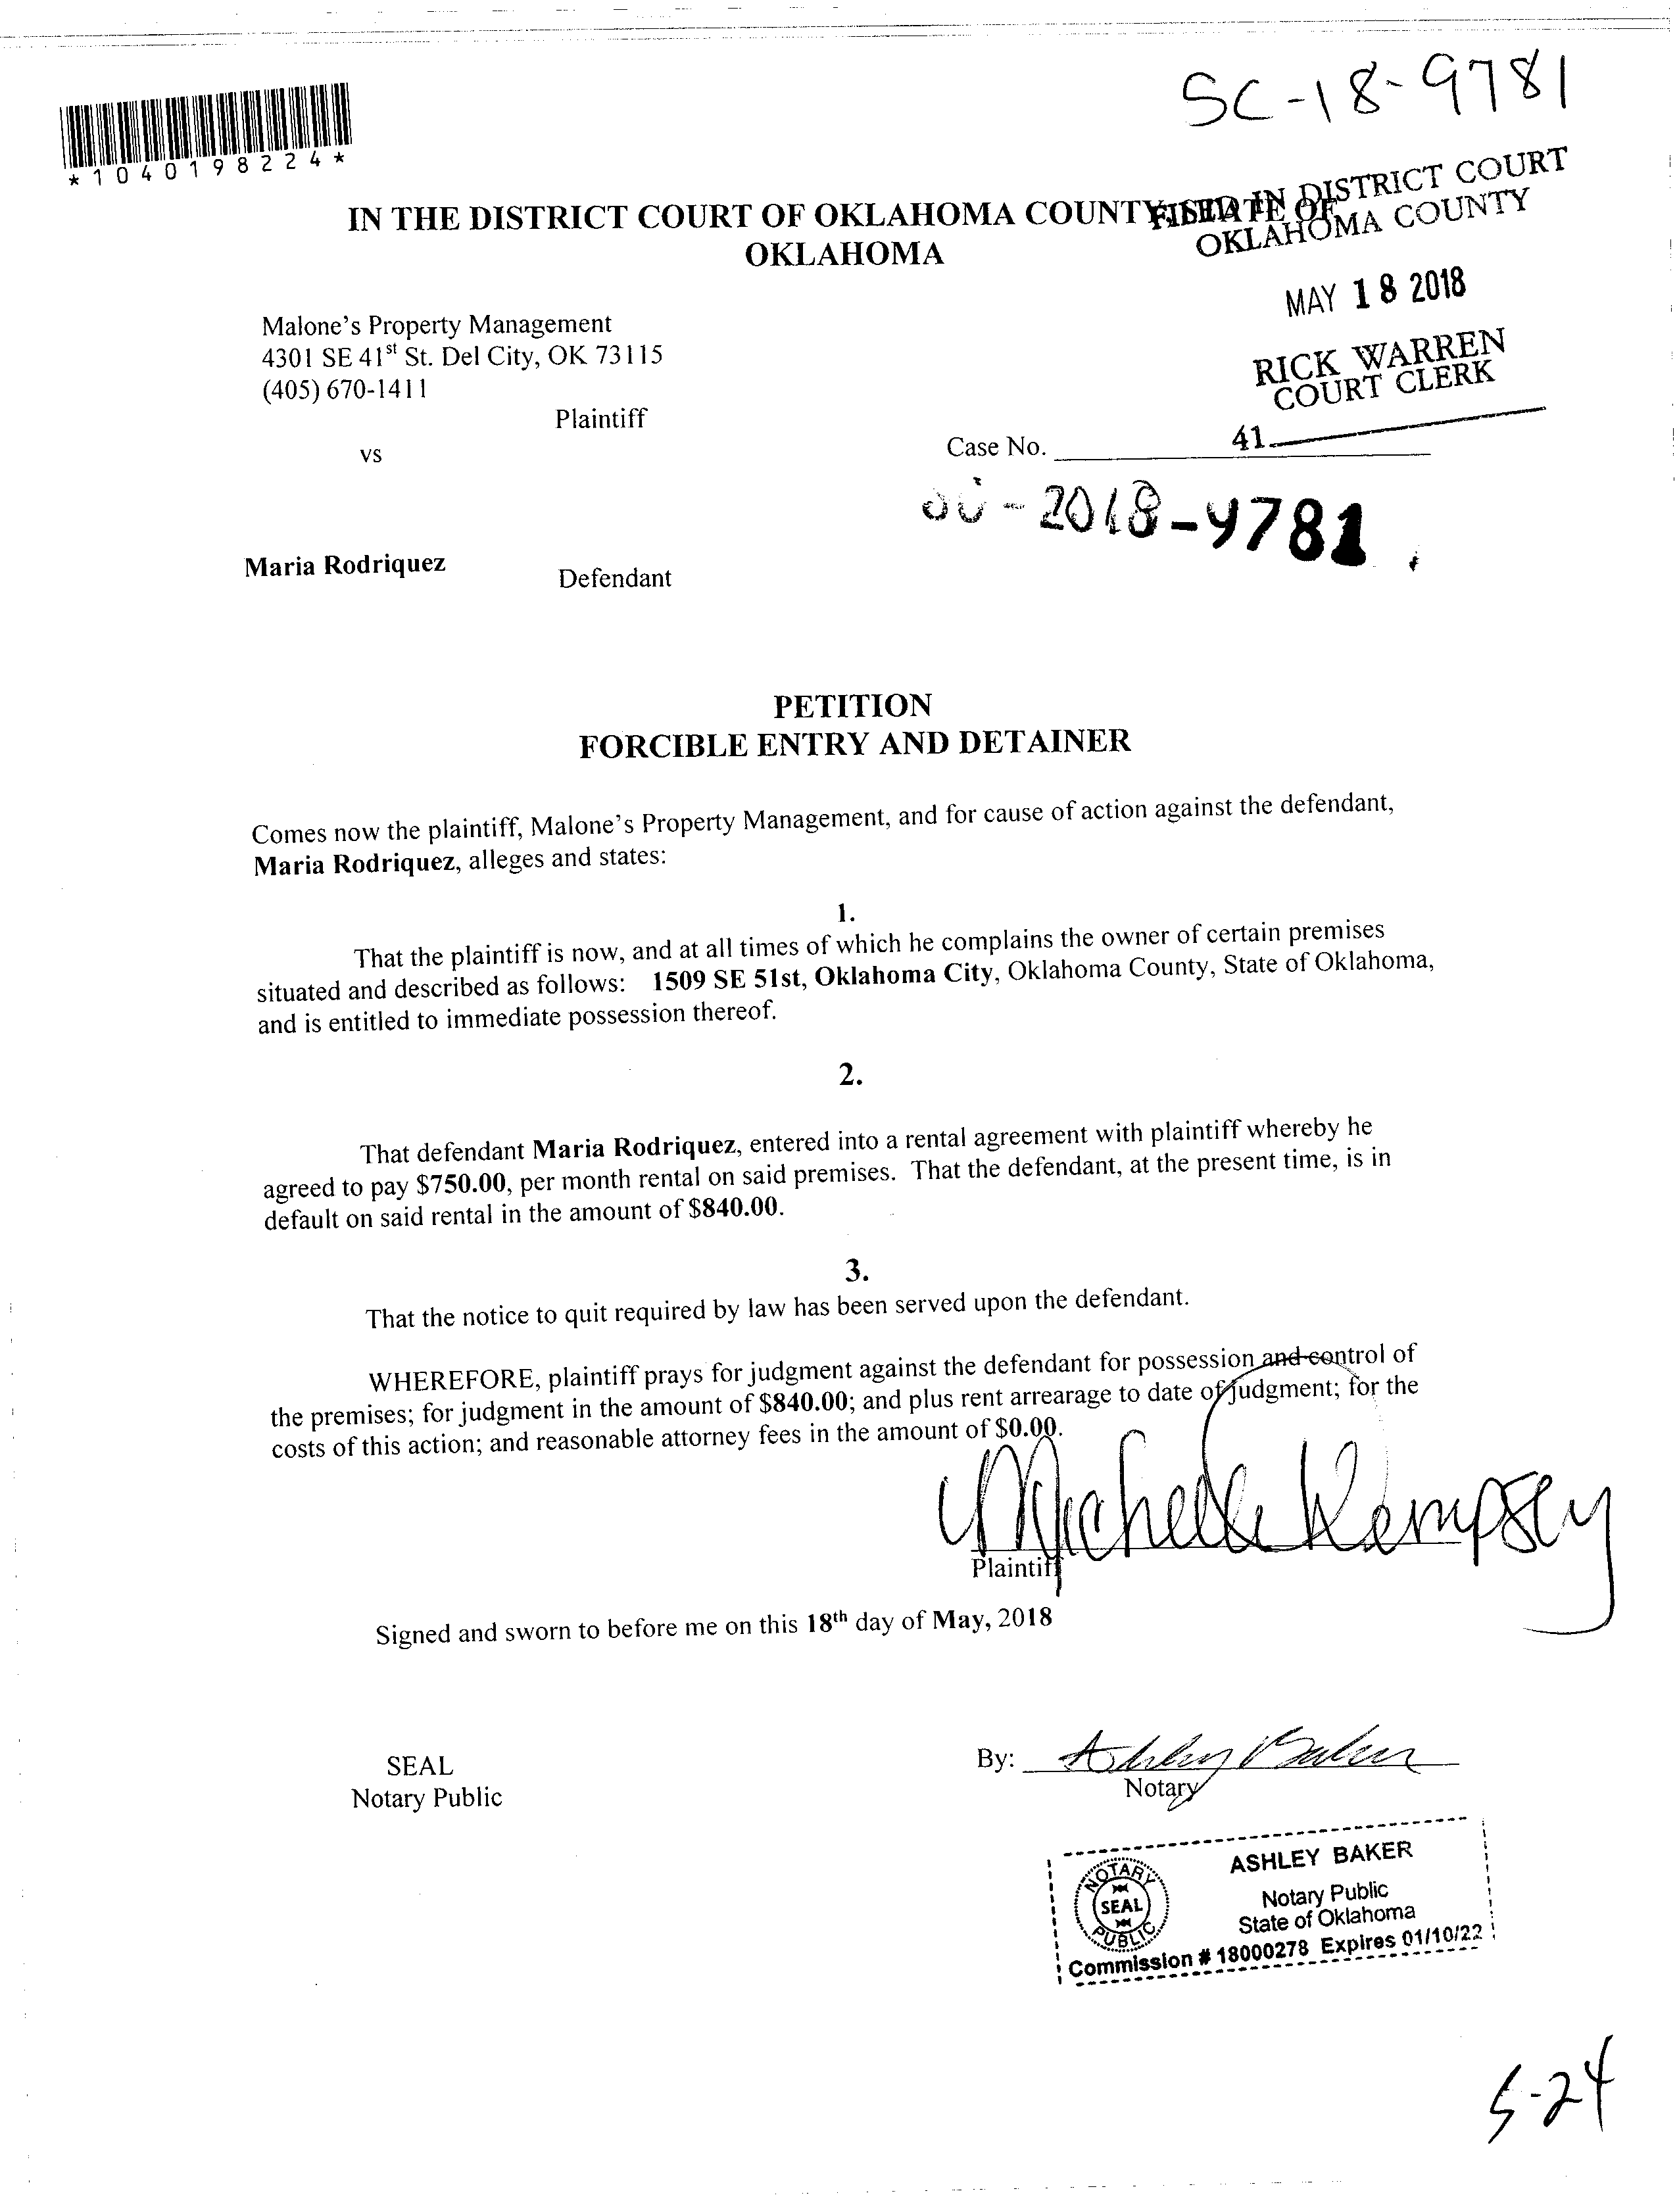 SC-18-9781
*1040198224*
IN THE DISTRICT COURT OF OKLAHOMA COUNTY, STATE OF
OKLAHOMA
FILED IN DISTRICT COURT
OKLAHOMA COUNTY
MAY 18 2018
RICK WARREN
COURT CLERK
41
Malone's Property Management
4301 SE 41st St. Del City, OK 73115
(405) 670-1411
Plaintiff
vs
Case No.
-2018-9781
Maria Rodriquez
Defendant
PETITION
FORCIBLE ENTRY AND DETAINER
Comes now the plaintiff, Malone's Property Management, and for cause of action against the defendant,
Maria Rodriquez, alleges and states:
1.
That the plaintiff is now, and at all times of which he complains the owner of certain premises
situated and described as follows: 1509 SE 51st, Oklahoma City, Oklahoma County, State of Oklahoma,
and is entitled to immediate possession thereof.
2.
That defendant Maria Rodriquez, entered into a rental agreement with plaintiff whereby he
agreed to pay $750.00, per month rental on said premises. That the defendant, at the present time, is in
default on said rental in the amount of $840.00.
3.
That the notice to quit required by law has been served upon the defendant.
WHEREFORE, plaintiff prays for judgment against the defendant for possession and control of
the premises; for judgment in the amount of $840.00; and plus rent arrearage to date of judgment; for the
costs of this action; and reasonable attorney fees in the amount of $0.00.
Michelle Kempsey
Plaintiff
Signed and sworn to before me on this 18th day of May, 2018
SEAL
Notary Public
By: Ashley Baker
Notary
NOTARY
SEAL
PUBLIC
ASHLEY BAKER
Notary Public
State of Oklahoma
Commission # 18000278 Expires 01/10/22
5-24